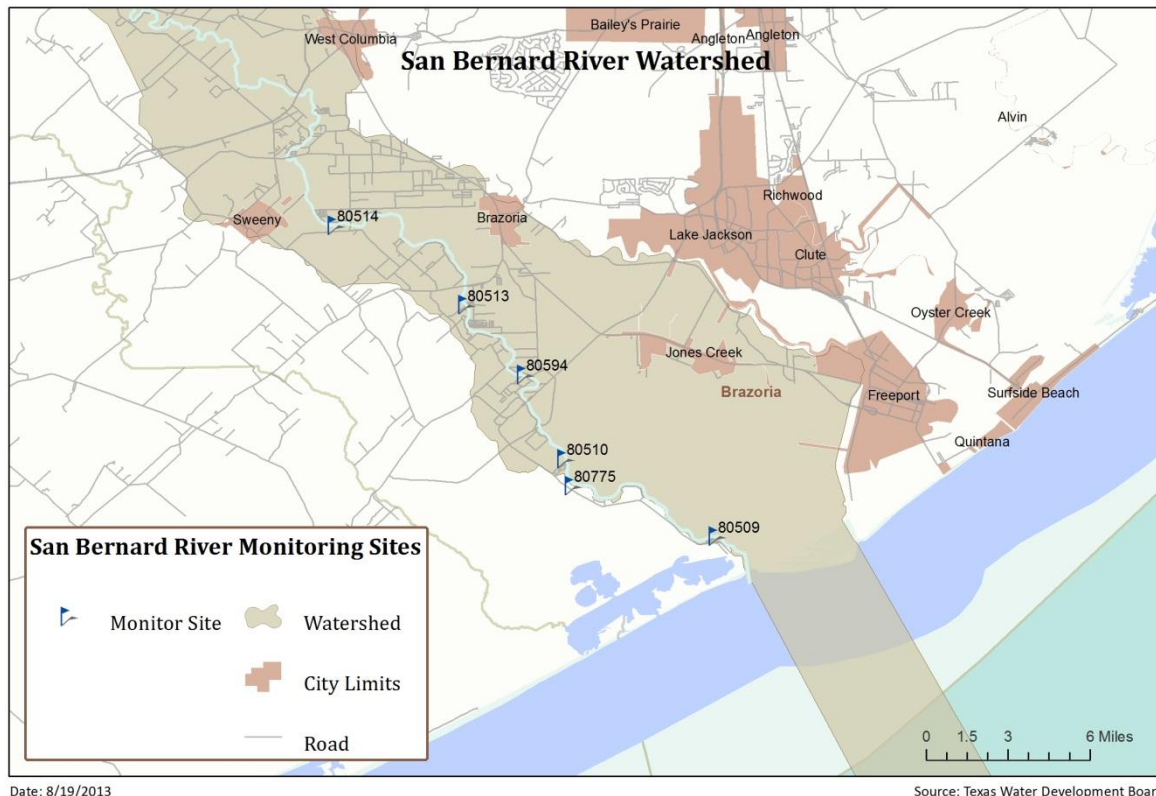 Bailey's Prairie
West Columbia
Angleton
Angleton
San Bernard River Watershed
Alvin
Richwood
80514
Sweeny
Brazoria
Lake Jackson
Clute
80513
Oyster Creek
Jones Creek
80594
Brazoria
Freeport
Surfside Beach
Quintana
80510
80775
80509
San Bernard River Monitoring Sites
Monitor Site
Watershed
City Limits
Road
0 1.5 3 6 Miles
Date: 8/19/2013
Source: Texas Water Development Boar